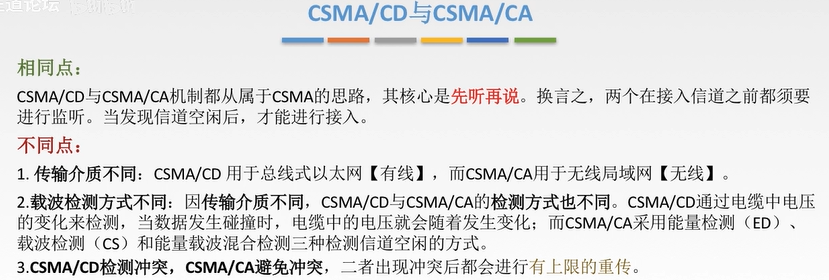 道论坛
CSMA/CD与CSMA/CA
相同点：
CSMA/CD与CSMA/CA机制都从属于CSMA的思路，其核心是先听再说。换言之，两个在接入信道之前都须要
进行监听。当发现信道空闲后，才能进行接入。
不同点：
1. 传输介质不同：CSMA/CD 用于总线式以太网【有线】，而CSMA/CA用于无线局域网【无线】。
2.载波检测方式不同：因传输介质不同，CSMA/CD与CSMA/CA的检测方式也不同。CSMA/CD通过电缆中电压
的变化来检测，当数据发生碰撞时，电缆中的电压就会随着发生变化；而CSMA/CA采用能量检测（ED）、
载波检测（CS）和能量载波混合检测三种检测信道空闲的方式。
3.CSMA/CD检测冲突，CSMA/CA避免冲突，二者出现冲突后都会进行有上限的重传。